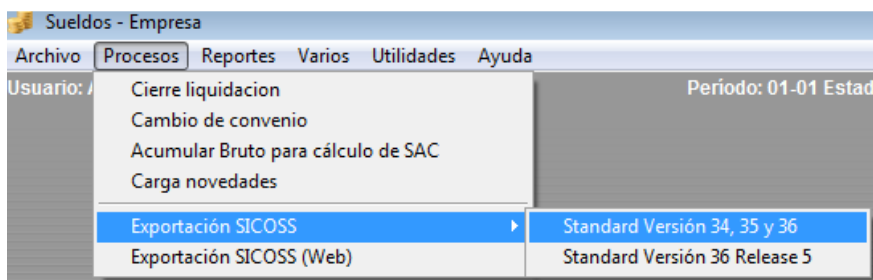 Sueldos - Empresa
Archivo Procesos Reportes Varios Utilidades Ayuda
Usuario: Período: 01-01 Estad
Cierre liquidacion
Cambio de convenio
Acumular Bruto para cálculo de SAC
Carga novedades
Exportación SICOSS Standard Versión 34, 35 y 36
Exportación SICOSS (Web) Standard Versión 36 Release 5